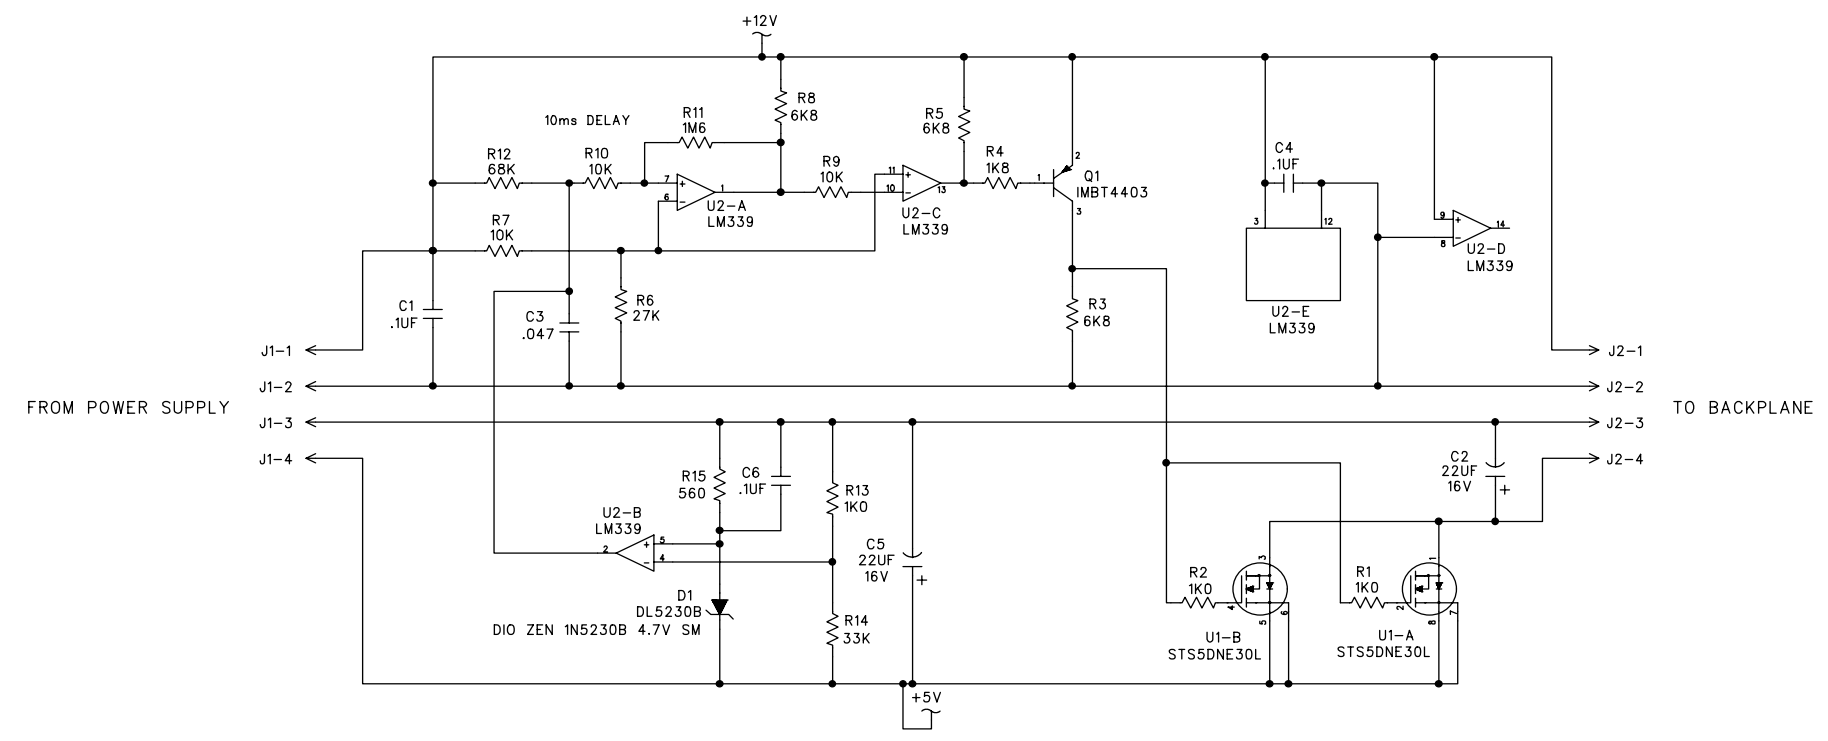 +12V
10ms DELAY
R11
1M6
R8
6K8
R12
68K
R10
10K
7
6
1
U2-A
LM339
R7
10K
R9
10K
11
10
13
U2-C
LM339
R5
6K8
R4
1K8
1
2
3
Q1
IMBT4403
C4
.1UF
3
12
U2-E
LM339
9
8
14
U2-D
LM339
C1
.1UF
C3
.047
R6
27K
R3
6K8
J1-1
J1-2
J1-3
J1-4
FROM POWER SUPPLY
J2-1
J2-2
J2-3
J2-4
TO BACKPLANE
R15
560
C6
.1UF
R13
1K0
U2-B
LM339
2
5
4
C5
22UF
16V
+
D1
DL5230B
DIO ZEN 1N5230B 4.7V SM
R14
33K
+5V
C2
22UF
16V
+
R2
1K0
3
4
5
6
U1-B
STS5DNE30L
R1
1K0
1
2
8
7
U1-A
STS5DNE30L